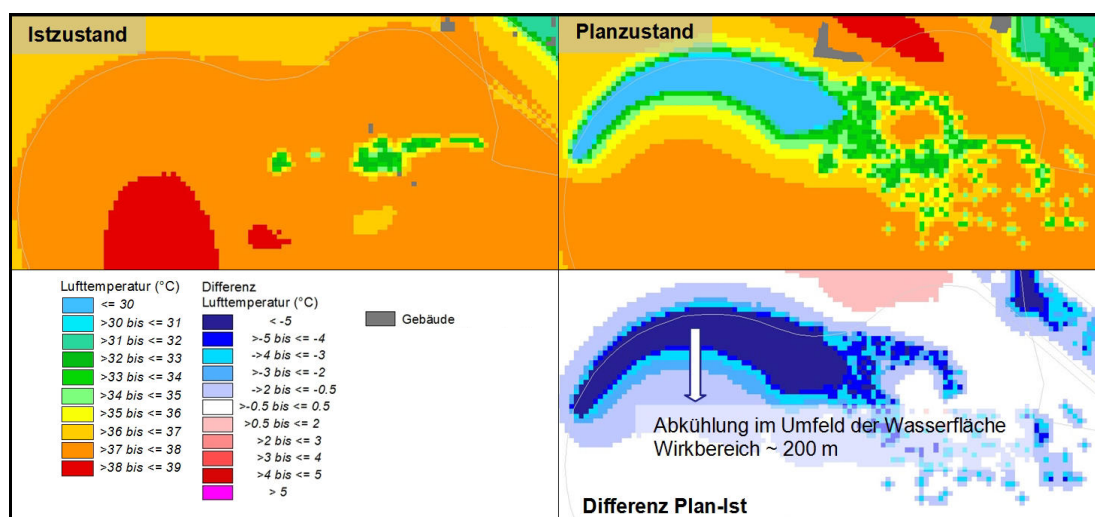 Istzustand
Planzustand
Lufttemperatur (°C)
<= 30
>30 bis <= 31
>31 bis <= 32
>32 bis <= 33
>33 bis <= 34
>34 bis <= 35
>35 bis <= 36
>36 bis <= 37
>37 bis <= 38
>38 bis <= 39
Differenz
Lufttemperatur (°C)
< -5
>-5 bis <= -4
->4 bis <= -3
>-3 bis <= -2
->2 bis <= -0.5
>-0.5 bis <= 0.5
>0.5 bis <= 2
>2 bis <= 3
>3 bis <= 4
>4 bis <= 5
> 5
Gebäude
Abkühlung im Umfeld der Wasserfläche
Wirkbereich ~ 200 m
Differenz Plan-Ist